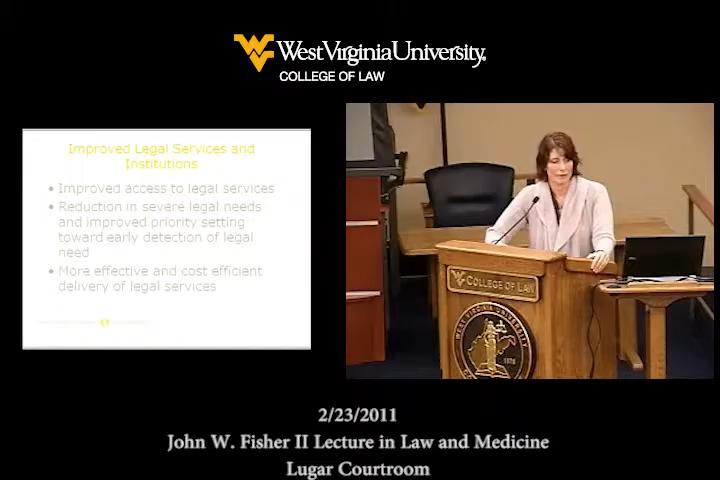 WestVirginiaUniversity.
COLLEGE OF LAW
Improved Legal Services and
Institutions
• Improved access to legal services
• Reduction in severe legal needs
and improved priority setting
toward early detection of legal
need
• More effective and cost efficient
delivery of legal services
COLLEGE OF LAW
WEST VIRGINIA UNIVERSITY
1878
2/23/2011
John W. Fisher II Lecture in Law and Medicine
Lugar Courtroom